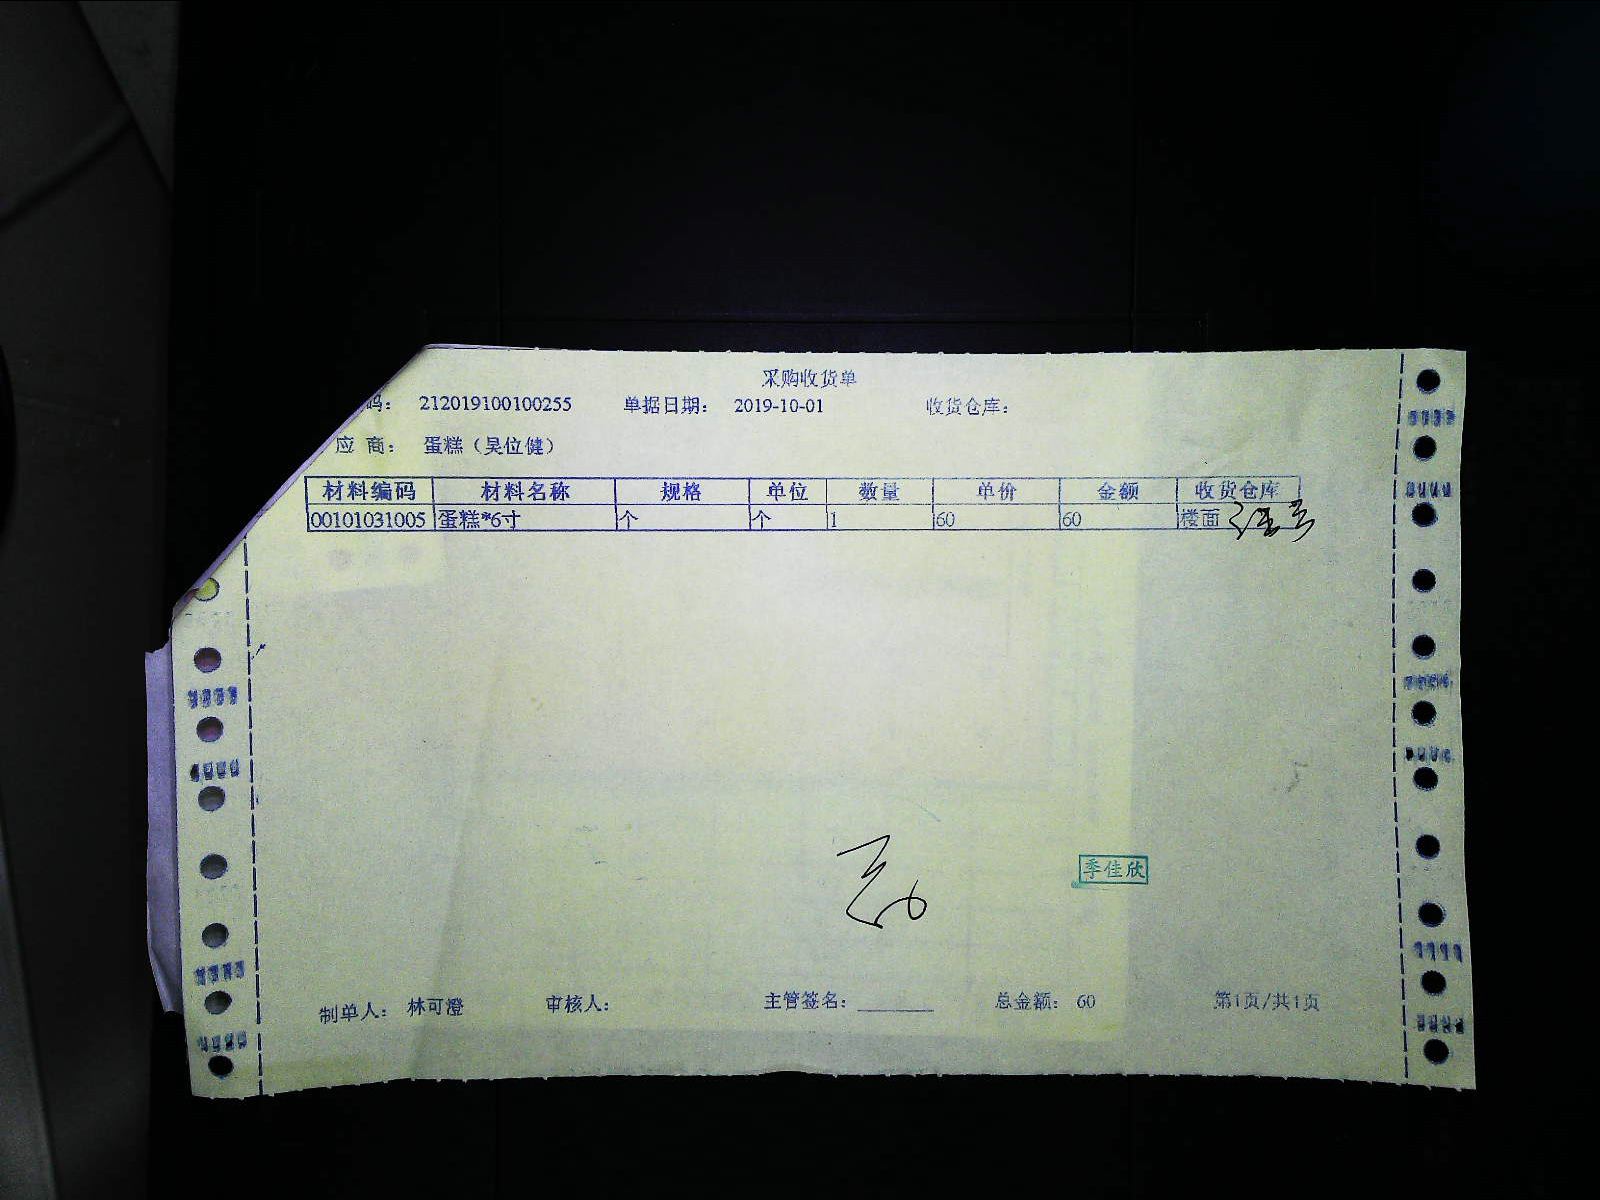 采购收货单
码： 212019100100255 单据日期： 2019-10-01 收货仓库：
应 商： 蛋糕（吴位健）
材料编码 材料名称 规格 单位 数量 单价 金额 收货仓库
00101031005 蛋糕*6寸 个 个 1 60 60 楼面
季佳欣
制单人： 林可澄 审核人： 主管签名： 总金额： 60 第1页/共1页